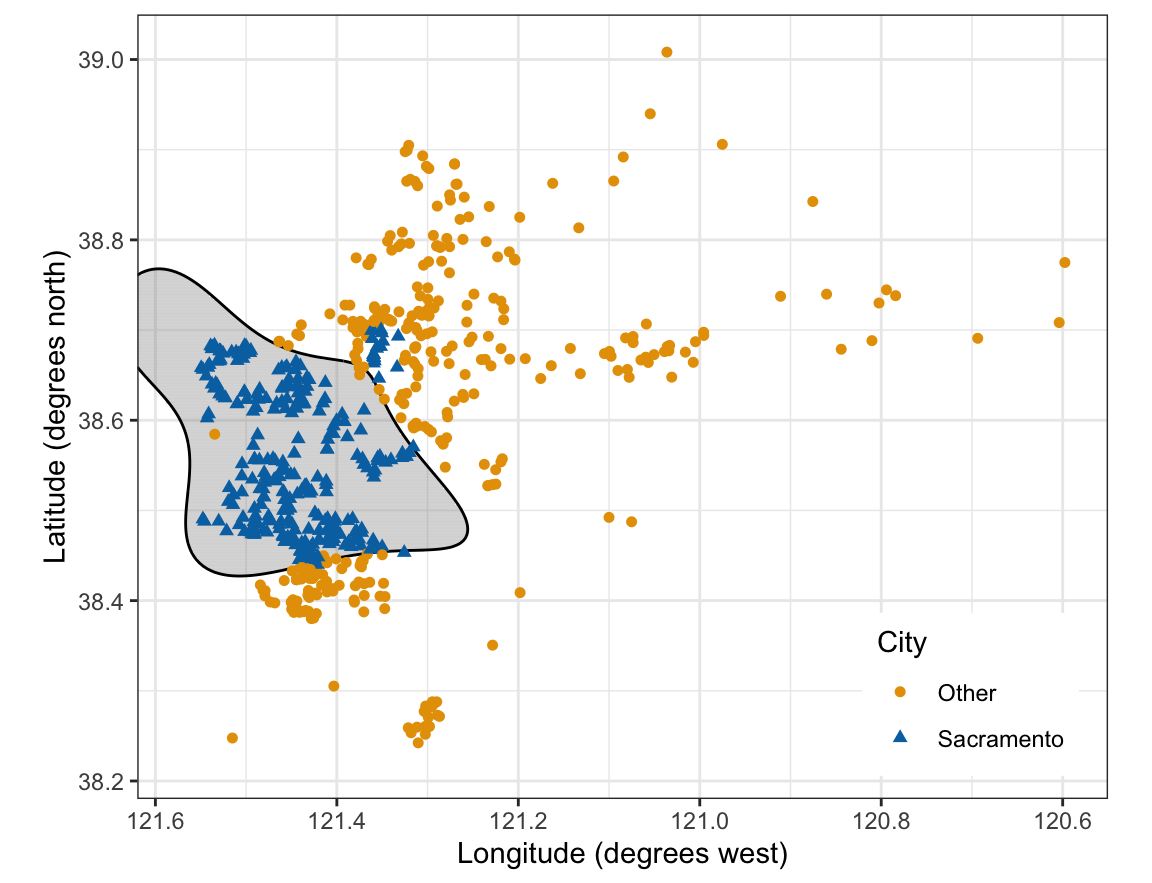 39.0
38.8
38.6
38.4
38.2
Latitude (degrees north)
City
Other
Sacramento
121.6 121.4 121.2 121.0 120.8 120.6
Longitude (degrees west)